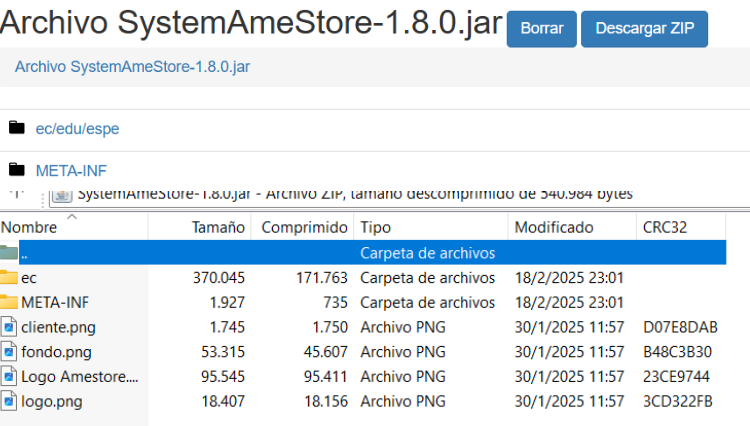 Archivo SystemAmeStore-1.8.0.jar Borrar Descargar ZIP
Archivo SystemAmeStore-1.8.0.jar
ec/edu/espe
META-INF
SystemAmeStore-1.8.0.jar - Archivo ZIP, tamaño descomprimido de 540.984 bytes
Nombre Tamaño Comprimido Tipo Modificado CRC32
.. Carpeta de archivos
ec 370.045 171.763 Carpeta de archivos 18/2/2025 23:01
META-INF 1.927 735 Carpeta de archivos 18/2/2025 23:01
cliente.png 1.745 1.750 Archivo PNG 30/1/2025 11:57 D07E8DAB
fondo.png 53.315 45.607 Archivo PNG 30/1/2025 11:57 B48C3B30
Logo Amestore.... 95.545 95.411 Archivo PNG 30/1/2025 11:57 23CE9744
logo.png 18.407 18.156 Archivo PNG 30/1/2025 11:57 3CD322FB